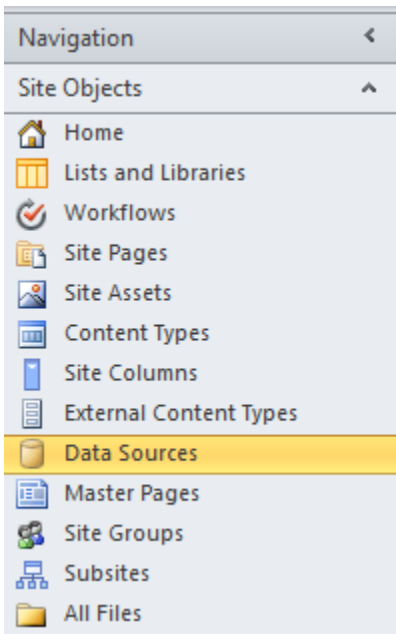 Navigation
Site Objects
Home
Lists and Libraries
Workflows
Site Pages
Site Assets
Content Types
Site Columns
External Content Types
Data Sources
Master Pages
Site Groups
Subsites
All Files